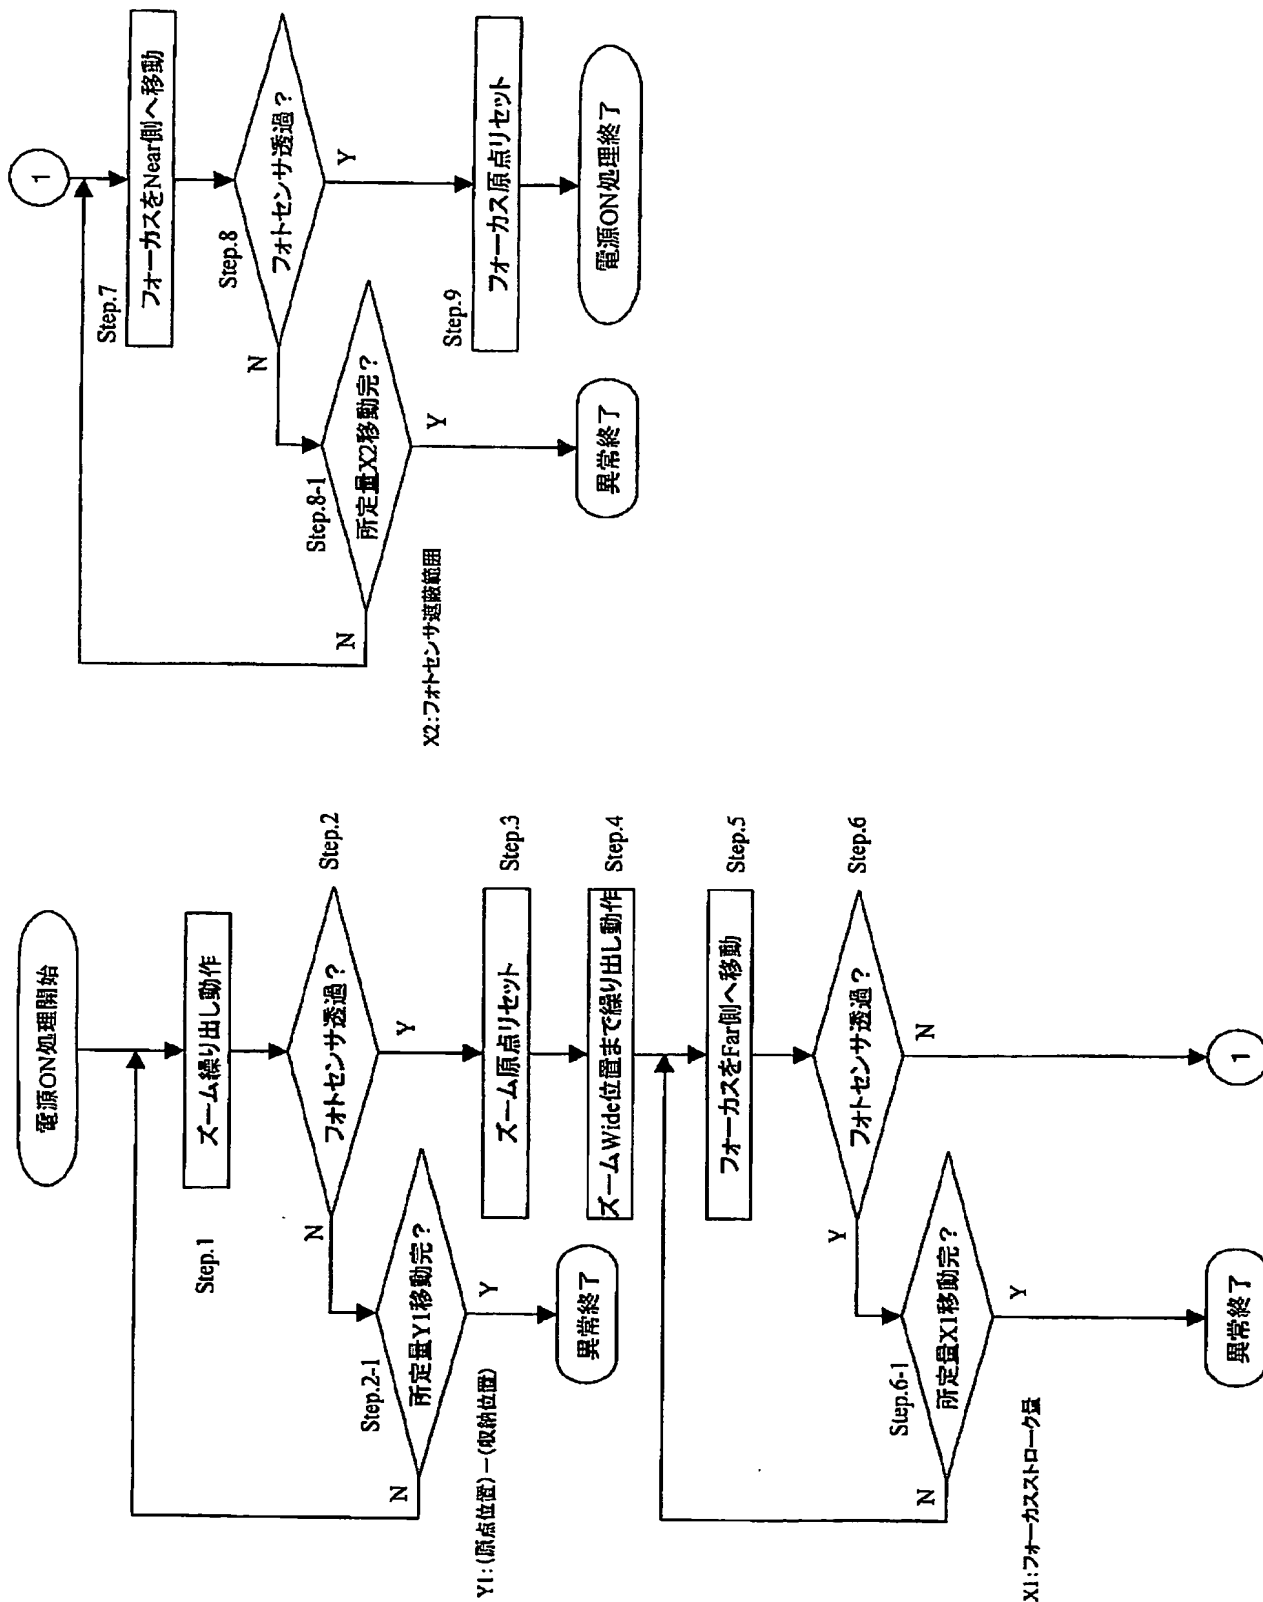 電源ON処理開始
Step.1
ズーム繰り出し動作
Step.2
フォトセンサ透過?
N
Y
Step.2-1
所定量Y1移動完?
N
Y
異常終了
Y1:(原点位置)-(収納位置)
Step.3
ズーム原点リセット
Step.4
ズームWide位置まで繰り出し動作
Step.5
フォーカスをFar側へ移動
Step.6
フォトセンサ透過?
Y
N
Step.6-1
所定量X1移動完?
N
Y
異常終了
1
X1:フォーカスストローク量
1
Step.7
フォーカスをNear側へ移動
Step.8
フォトセンサ透過?
N
Y
Step.8-1
所定量X2移動完?
N
Y
異常終了
X2:フォトセンサ遮蔽範囲
Step.9
フォーカス原点リセット
電源ON処理終了